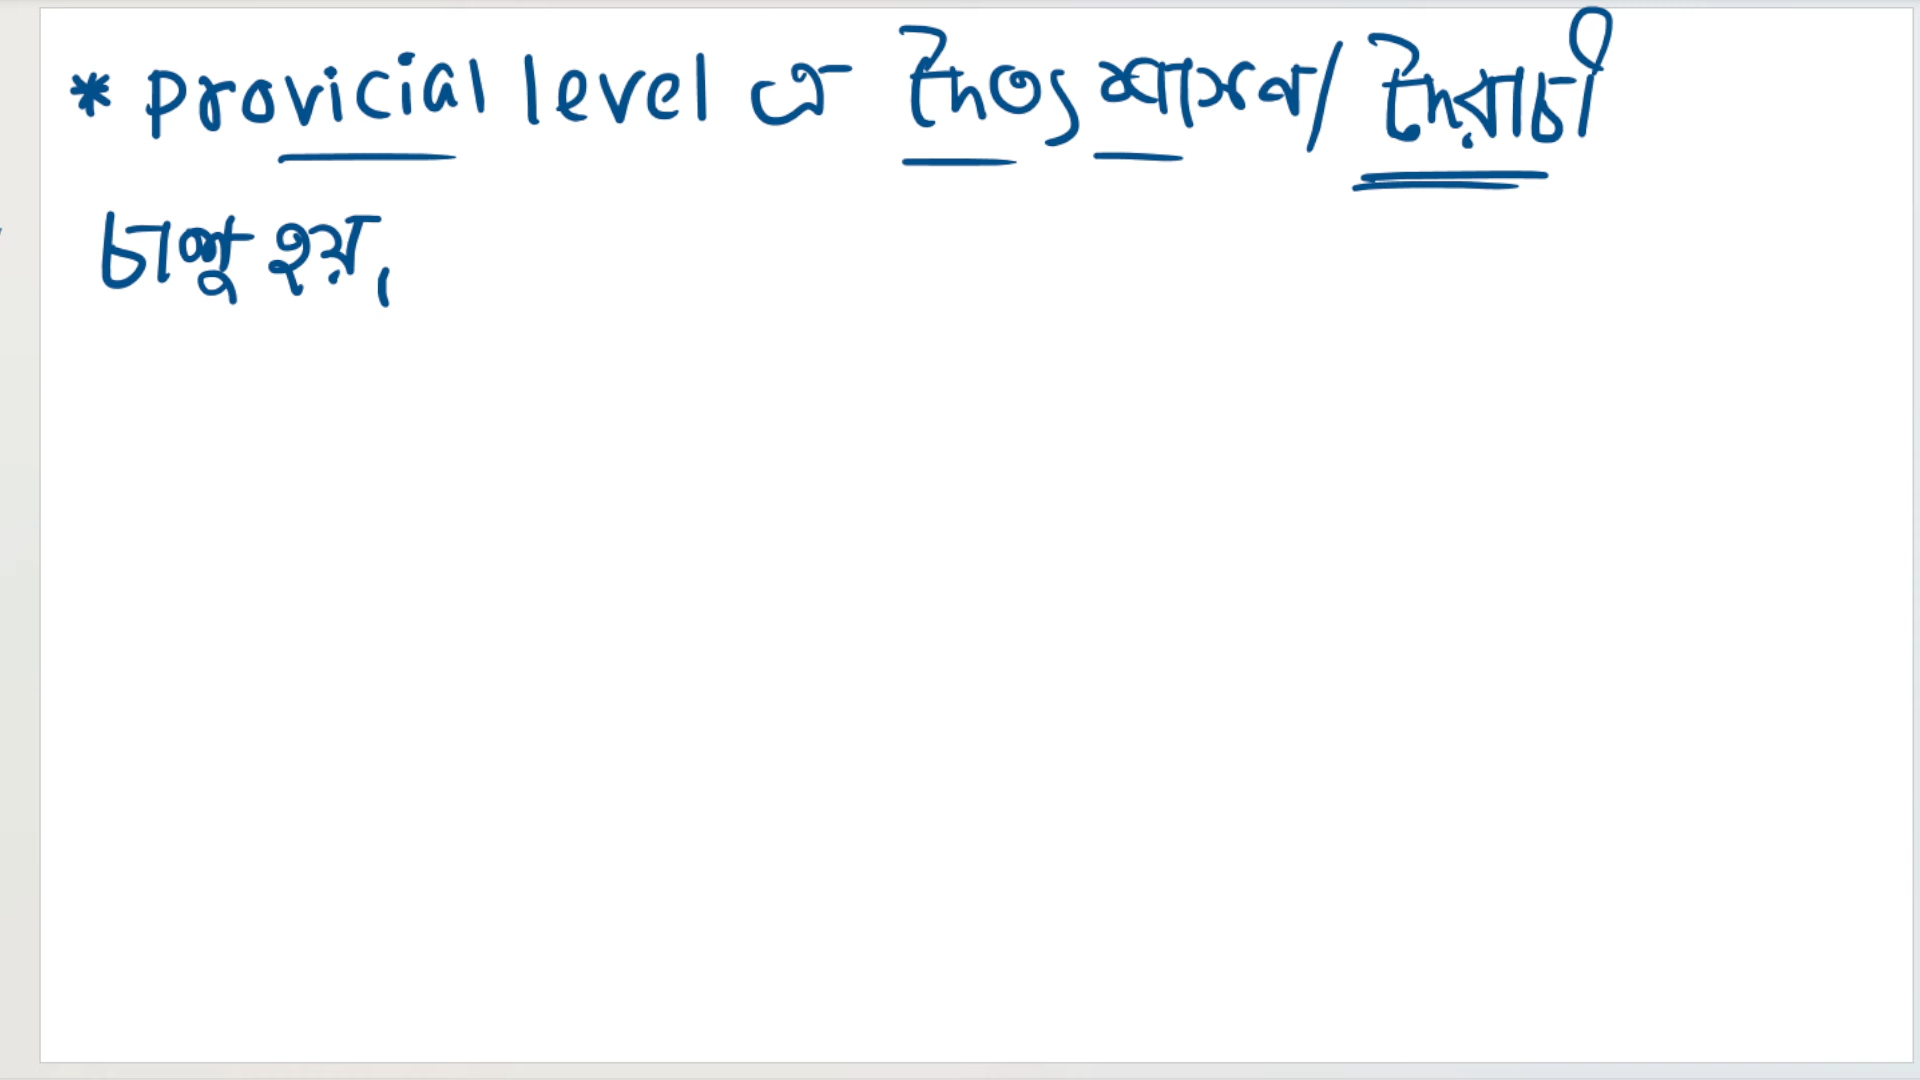 * provicial level এ দ্বৈত শাসন/ দ্বৈরাচী
চালু হয়,